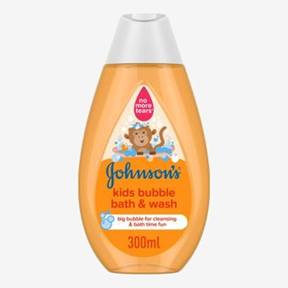 no
more
tears®
Johnson's
kids bubble
bath & wash
big bubble for cleansing
& bath time fun
300ml